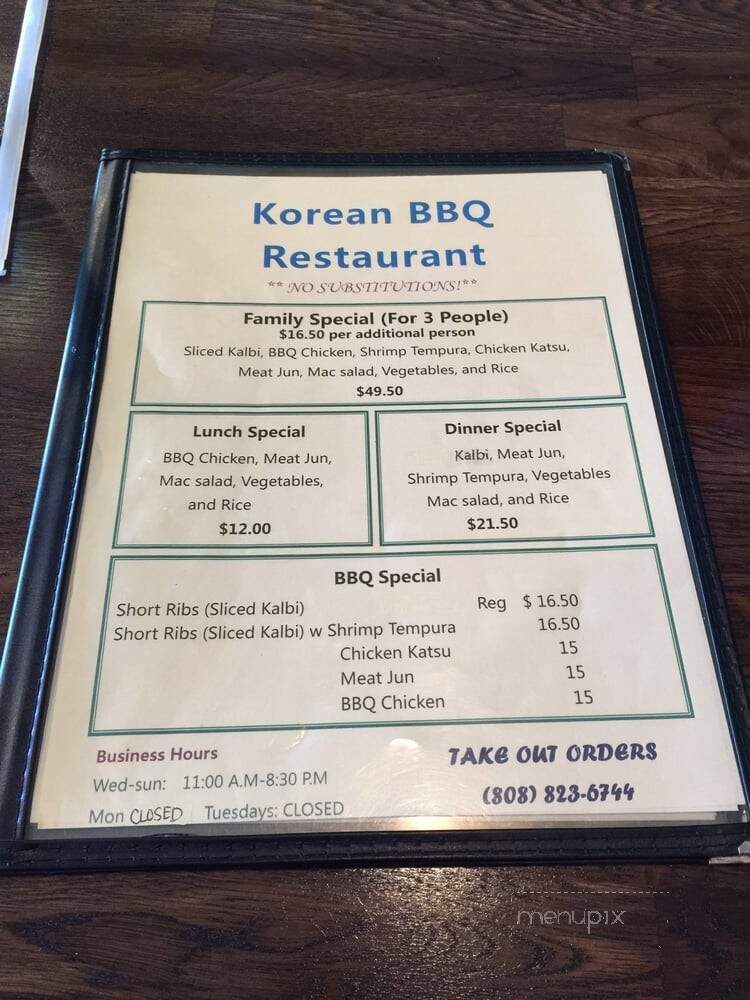 Korean BBQ
Restaurant
** NO SUBSTITUTIONS!**
Family Special (For 3 People)
$16.50 per additional person
Sliced Kalbi, BBQ Chicken, Shrimp Tempura, Chicken Katsu,
Meat Jun, Mac salad, Vegetables, and Rice
$49.50
Lunch Special
BBQ Chicken, Meat Jun,
Mac salad, Vegetables,
and Rice
$12.00
Dinner Special
Kalbi, Meat Jun,
Shrimp Tempura, Vegetables
Mac salad, and Rice
$21.50
BBQ Special
Short Ribs (Sliced Kalbi) Reg $ 16.50
Short Ribs (Sliced Kalbi) w Shrimp Tempura 16.50
Chicken Katsu 15
Meat Jun 15
BBQ Chicken 15
Business Hours
Wed-sun: 11:00 A.M-8:30 P.M
Mon CLOSED Tuesdays: CLOSED
TAKE OUT ORDERS
(808) 823-6744
menupix